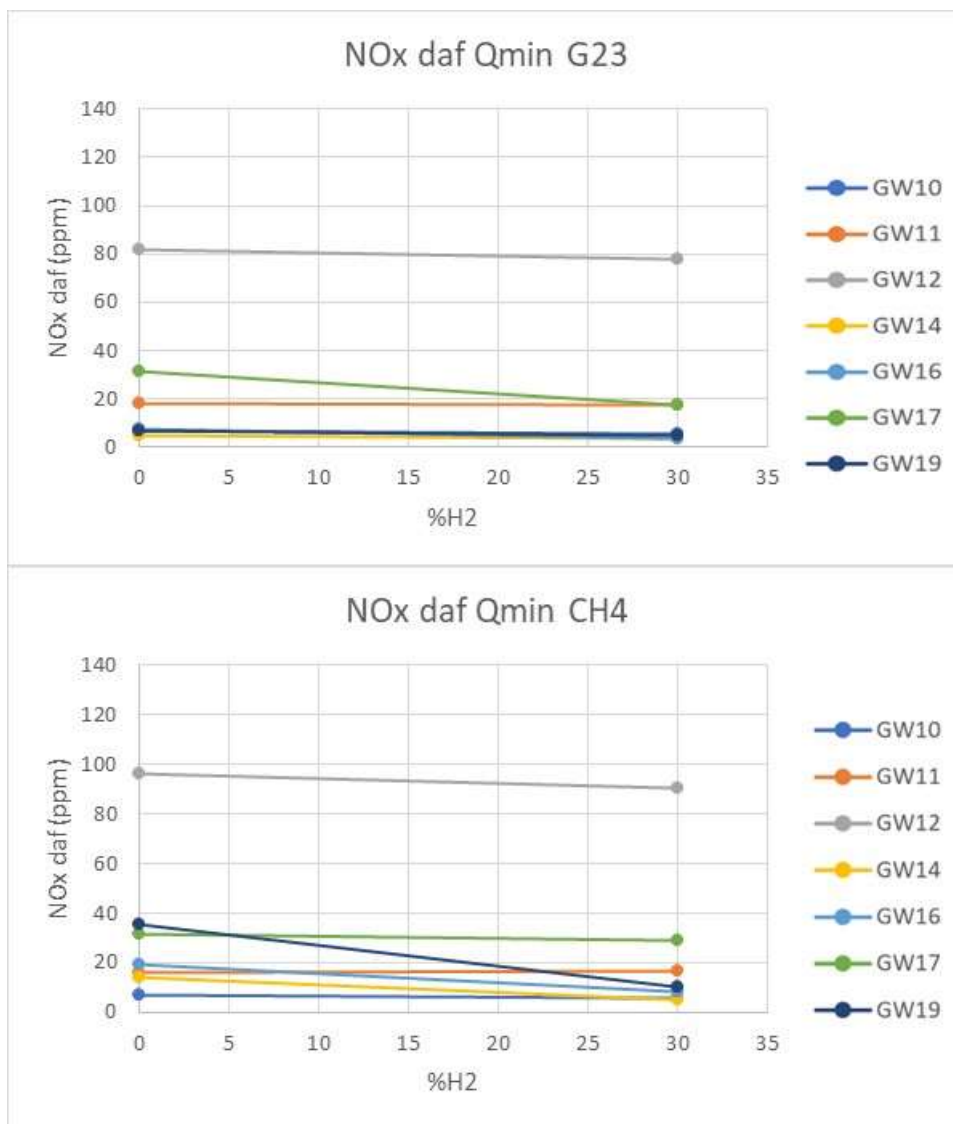 NOx daf Qmin G23
140
120
100
80
60
40
20
0
NOx daf (ppm)
0 5 10 15 20 25 30 35
%H2
GW10
GW11
GW12
GW14
GW16
GW17
GW19
NOx daf Qmin CH4
140
120
100
80
60
40
20
0
NOx daf (ppm)
0 5 10 15 20 25 30 35
%H2
GW10
GW11
GW12
GW14
GW16
GW17
GW19